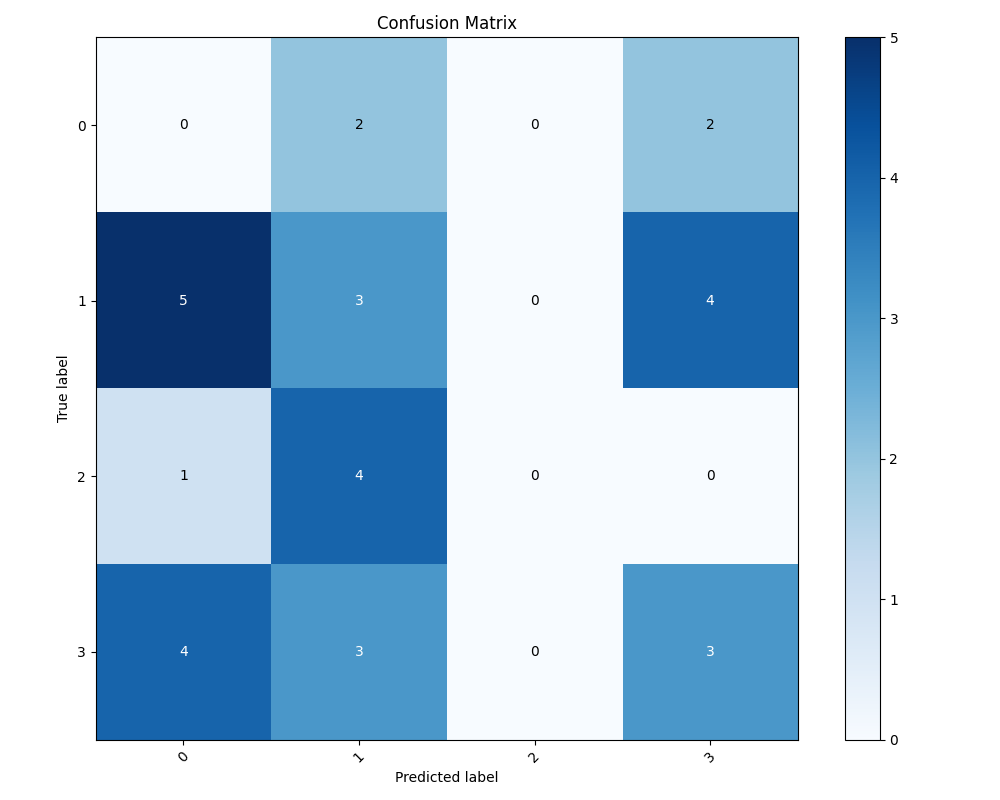 Confusion Matrix
0 0 2 0 2
1 5 3 0 4
2 1 4 0 0
3 4 3 0 3
0 1 2 3
True label
Predicted label
5
4
3
2
1
0